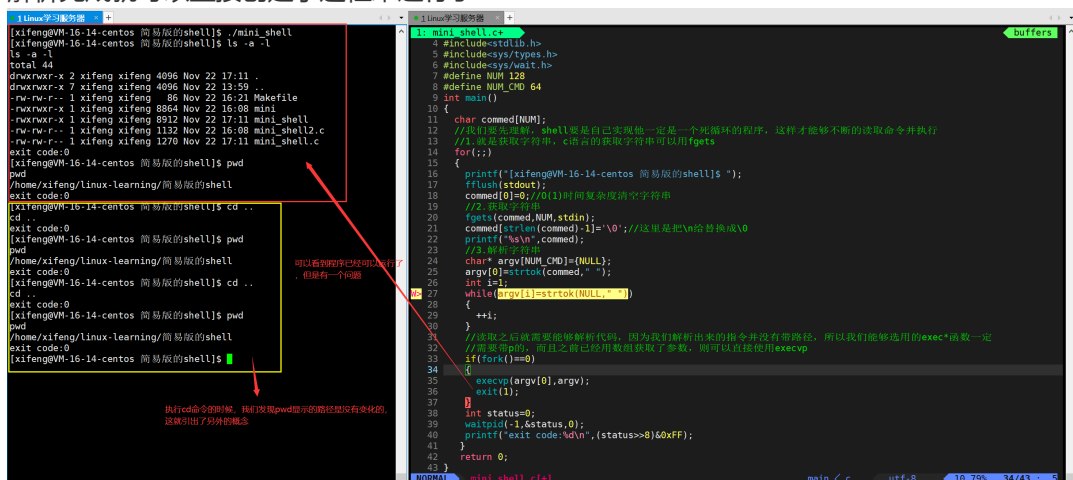 1 Linux学习服务器 × +
[xifeng@VM-16-14-centos 简易版的shell]$ ./mini_shell
[xifeng@VM-16-14-centos 简易版的shell]$ ls -a -l
ls -a -l
total 44
drwxrwxr-x 2 xifeng xifeng 4096 Nov 22 17:11 .
drwxrwxr-x 7 xifeng xifeng 4096 Nov 22 13:59 ..
-rw-rw-r-- 1 xifeng xifeng   86 Nov 22 16:21 Makefile
-rwxrwxr-x 1 xifeng xifeng 8864 Nov 22 16:08 mini
-rwxrwxr-x 1 xifeng xifeng 8912 Nov 22 17:11 mini_shell
-rw-rw-r-- 1 xifeng xifeng 1132 Nov 22 16:08 mini_shell2.c
-rw-rw-r-- 1 xifeng xifeng 1270 Nov 22 17:11 mini_shell.c
exit code:0
[xifeng@VM-16-14-centos 简易版的shell]$ pwd
pwd
/home/xifeng/linux-learning/简易版的shell
exit code:0
[xifeng@VM-16-14-centos 简易版的shell]$ cd ..
cd ..
exit code:0
[xifeng@VM-16-14-centos 简易版的shell]$ pwd
pwd
/home/xifeng/linux-learning/简易版的shell
exit code:0
[xifeng@VM-16-14-centos 简易版的shell]$ cd ..
cd ..
exit code:0
[xifeng@VM-16-14-centos 简易版的shell]$ pwd
pwd
/home/xifeng/linux-learning/简易版的shell
exit code:0
[xifeng@VM-16-14-centos 简易版的shell]$
可以看到程序已经可以运行了
，但是有一个问题
执行cd命令的时候，我们发现pwd显示的路径是没有变化的，
这就引出了另外的概念
1 Linux学习服务器 × +
1: mini_shell.c+ buffers
4 #include<stdlib.h>
5 #include<sys/types.h>
6 #include<sys/wait.h>
7 #define NUM 128
8 #define NUM_CMD 64
9 int main()
10 {
11   char commed[NUM];
12   //我们要先理解，shell要是自己实现他一定是一个死循环的程序，这样才能够不断的读取命令并执行
13   //1.就是获取字符串，c语言的获取字符串可以用fgets
14   for(;;)
15   {
16     printf("[xifeng@VM-16-14-centos 简易版的shell]$ ");
17     fflush(stdout);
18     commed[0]=0;//O(1)时间复杂度清空字符串
19     //2.获取字符串
20     fgets(commed,NUM,stdin);
21     commed[strlen(commed)-1]='\0';//这里是把\n给替换成\0
22     printf("%s\n",commed);
23     //3.解析字符串
24     char* argv[NUM_CMD]={NULL};
25     argv[0]=strtok(commed," ");
26     int i=1;
W> 27     while(argv[i]=strtok(NULL," "))
28     {
29       ++i;
30     }
31     //读取之后就需要能够解析代码，因为我们解析出来的指令并没有带路径，所以我们能够选用的exec*函数一定
32     //需要带p的，而且之前已经用数组获取了参数，则可以直接使用execvp
33     if(fork()==0)
34     {
35       execvp(argv[0],argv);
36       exit(1);
37     }
38     int status=0;
39     waitpid(-1,&status,0);
40     printf("exit code:%d\n",(status>>8)&0xFF);
41   }
42   return 0;
43 }
NORMAL mini_shell.c[+] main c utf-8 10.79% 34/43 : 5